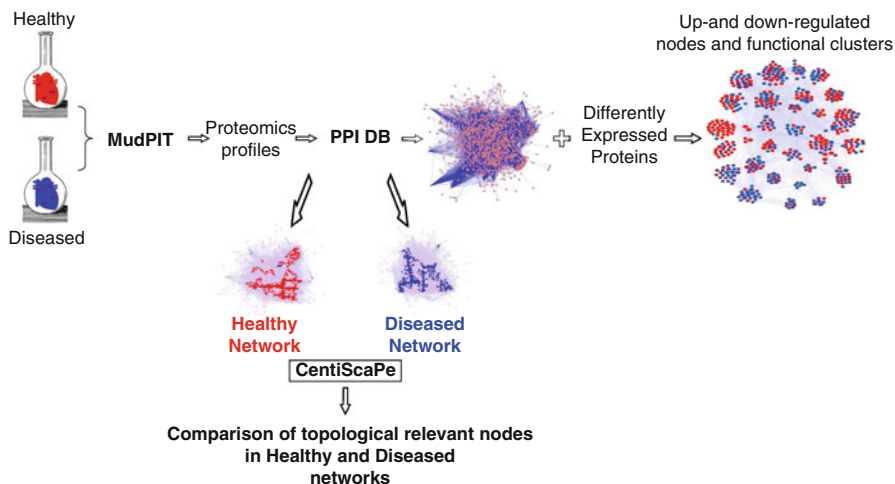 Healthy
Diseased
MudPIT
Proteomics
profiles
PPI DB
Differently
Expressed
Proteins
Up-and down-regulated
nodes and functional clusters
Healthy
Network
Diseased
Network
CentiScaPe
Comparison of topological relevant nodes
in Healthy and Diseased
networks